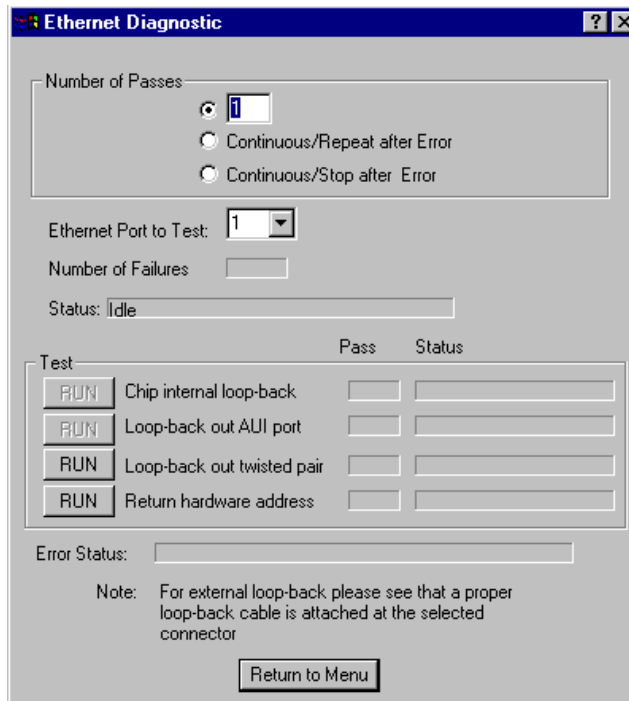 Ethernet Diagnostic
Number of Passes
1
Continuous/Repeat after Error
Continuous/Stop after Error
Ethernet Port to Test: 1
Number of Failures
Status: Idle
Pass Status
Test
RUN Chip internal loop-back
RUN Loop-back out AUI port
RUN Loop-back out twisted pair
RUN Return hardware address
Error Status:
Note: For external loop-back please see that a proper
loop-back cable is attached at the selected
connector
Return to Menu